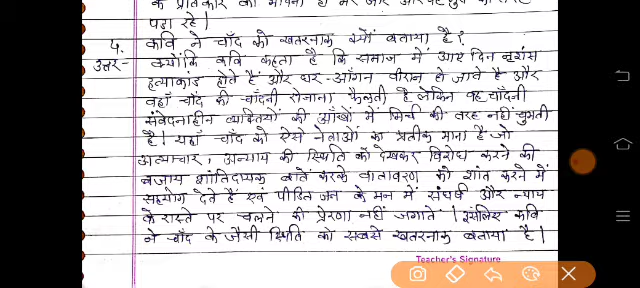 के प्रतिकार की भावना ही मर जाए और
पड़ा रहे।
5. कवि ने चाँद को खतरनाक क्यों बताया है?
उत्तर- क्योंकि कवि कहता है कि समाज में आए दिन नृशंस
हत्याकांड होते है और घर-आँगन वीरान हो जाते है और
वहाँ चाँद की चाँदनी रोजाना फैलती है लेकिन वह चाँदनी
संवेदनाहीन व्यक्तियों की आँखों में मिर्च की तरह नहीं चुभती
है। यहाँ चाँद को ऐसे नेताओं का प्रतीक माना है जो
अत्याचार, अन्याय की स्थिति को देखकर विरोध करने की
बजाय शांतिदायक बातें करके वातावरण को शांत करने में
सहयोग देते हैं एवं पीड़ित जन के मन में संघर्ष और न्याय
के रास्ते पर चलने की प्रेरणा नहीं जगाते। इसलिए कवि
ने चाँद के जैसी स्थिति को सबसे खतरनाक बताया है।
Teacher's Signature